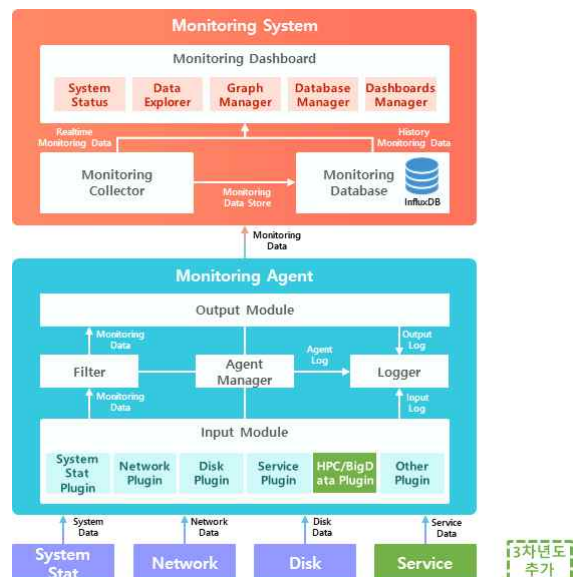 Monitoring System
Monitoring Dashboard
System
Status
Data
Explorer
Graph
Manager
Database
Manager
Dashboards
Manager
Realtime
Monitoring Data
History
Monitoring Data
Monitoring
Collector
Monitoring
Data Store
Monitoring
Database
InfluxDB
Monitoring
Data
Monitoring Agent
Output Module
Monitoring
Data
Output
Log
Filter
Agent
Manager
Agent
Log
Logger
Monitoring
Data
Input
Log
Input Module
System
Stat
Plugin
Network
Plugin
Disk
Plugin
Service
Plugin
HPC/BigD
ata Plugin
Other
Plugin
System
Data
Network
Data
Disk
Data
Service
Data
System
Stat
Network
Disk
Service
3차년도
추가